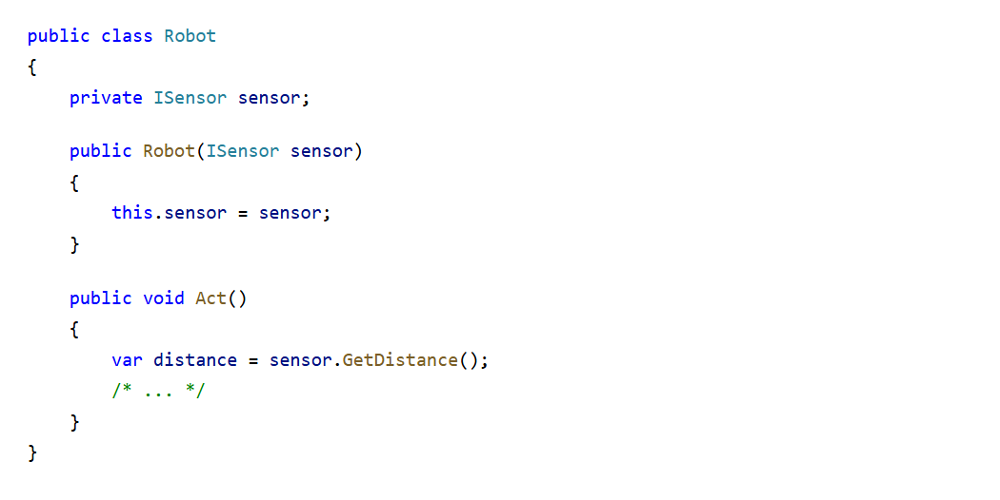 public class Robot
{
    private ISensor sensor;
    public Robot(ISensor sensor)
    {
        this.sensor = sensor;
    }
    public void Act()
    {
        var distance = sensor.GetDistance();
        /* ... */
    }
}